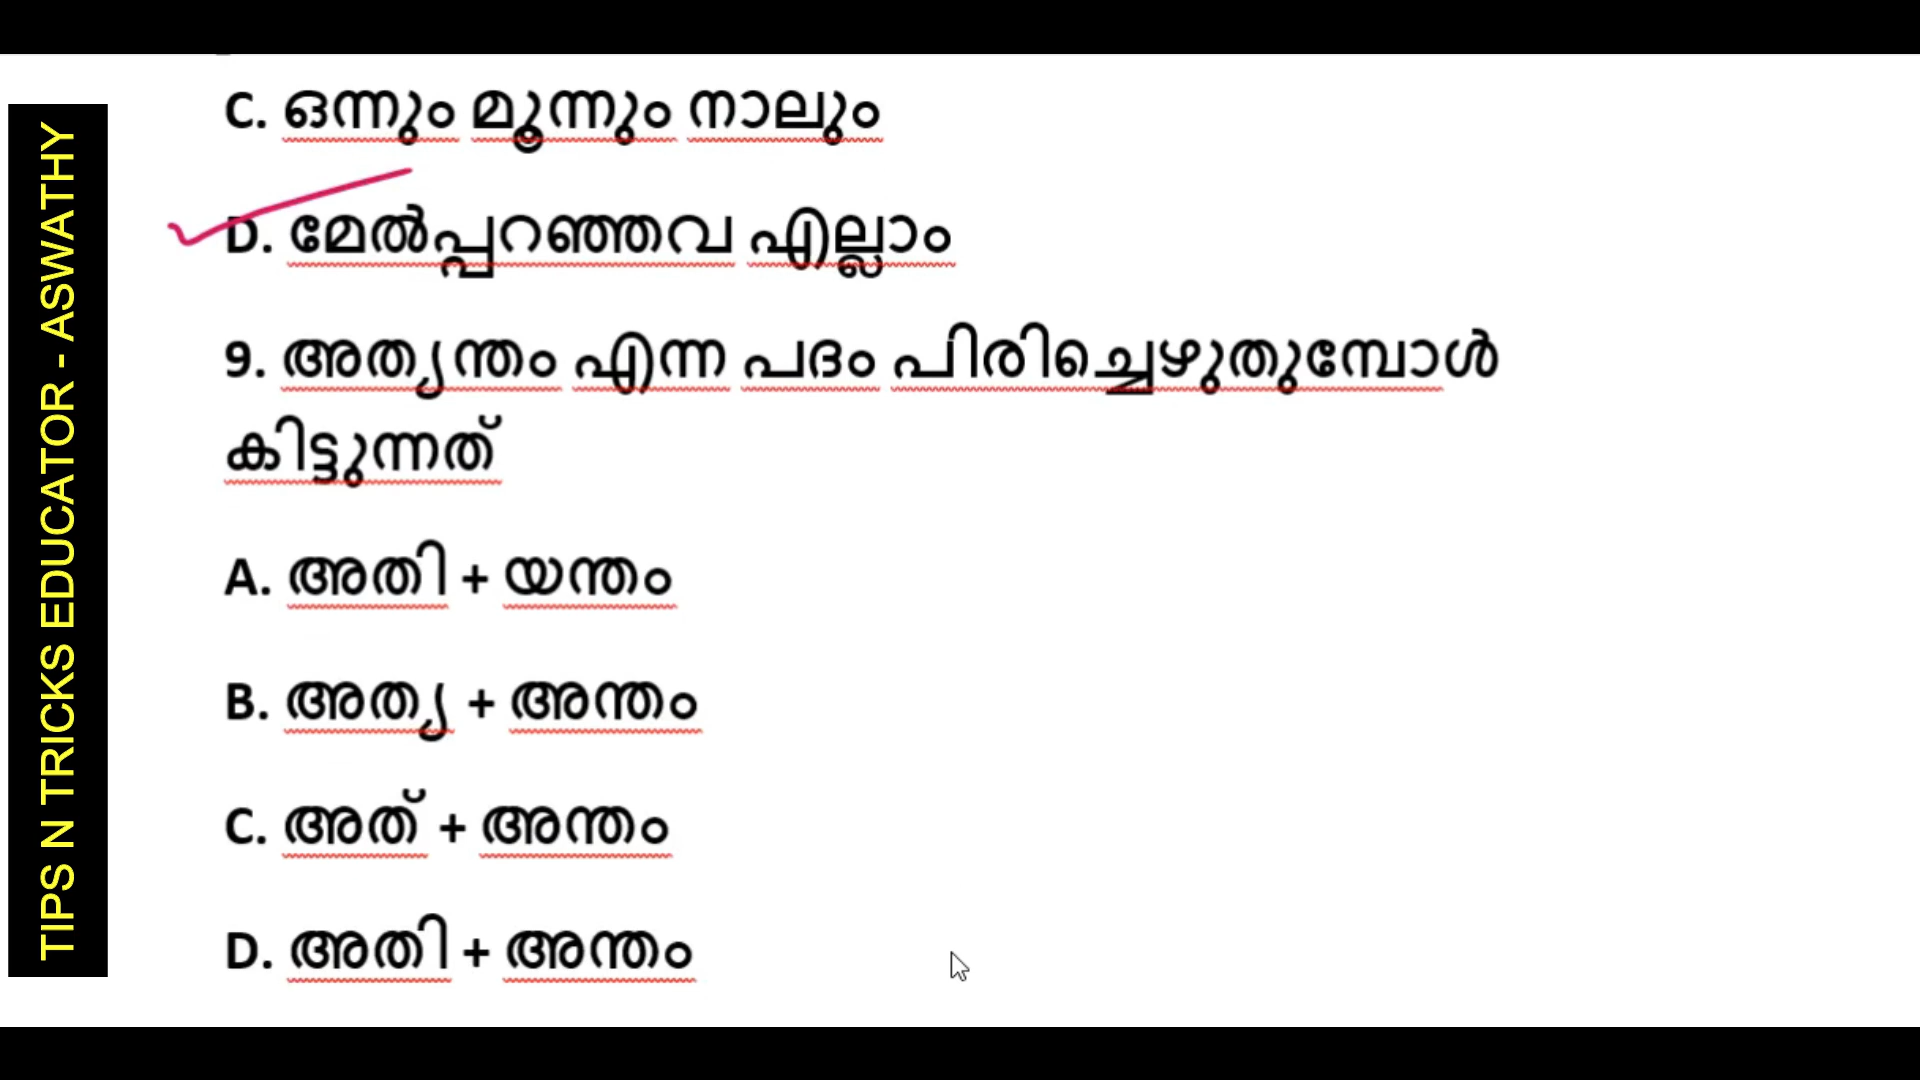 TIPS N TRICKS EDUCATOR - ASWATHY
C. ഒന്നും മൂന്നും നാലും
D. മേൽപ്പറഞ്ഞവ എല്ലാം
9. അത്യന്തം എന്ന പദം പിരിച്ചെഴുതുമ്പോൾ
കിട്ടുന്നത്
A. അതി + യന്തം
B. അത്യ + അന്തം
C. അത് + അന്തം
D. അതി + അന്തം